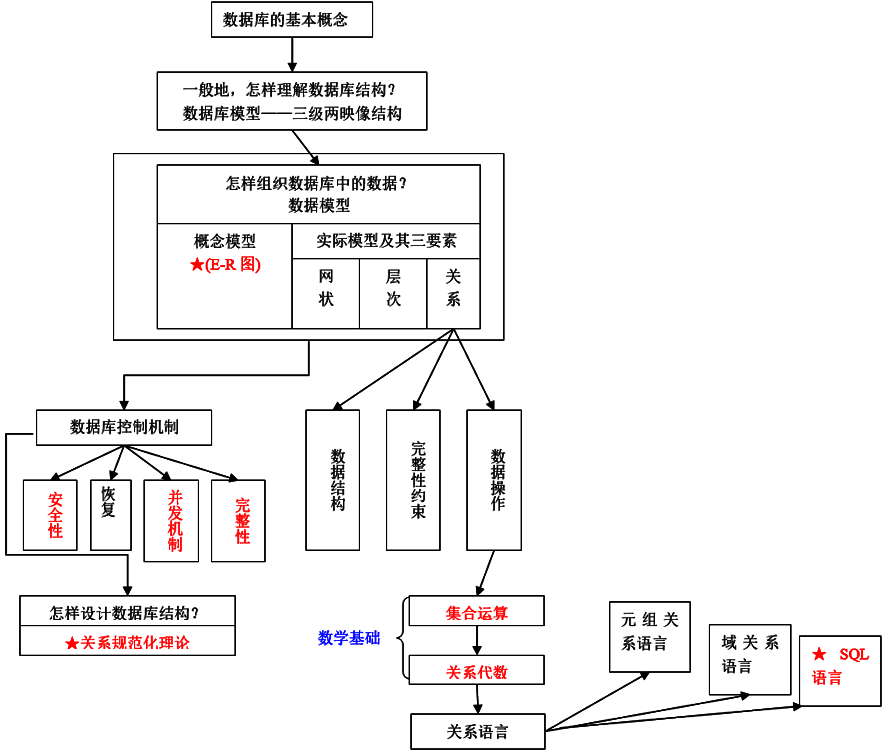 数据库的基本概念
一般地，怎样理解数据库结构？
数据库模型——三级两映像结构
怎样组织数据库中的数据？
数据模型
概念模型
★(E-R 图)
实际模型及其三要素
网状
层次
关系
数据库控制机制
安全性
恢复
并发机制
完整性
数据结构
完整性约束
数据操作
怎样设计数据库结构？
★关系规范化理论
数学基础
集合运算
关系代数
关系语言
元 组 关
系语言
域 关 系
语言
★ SQL
语言